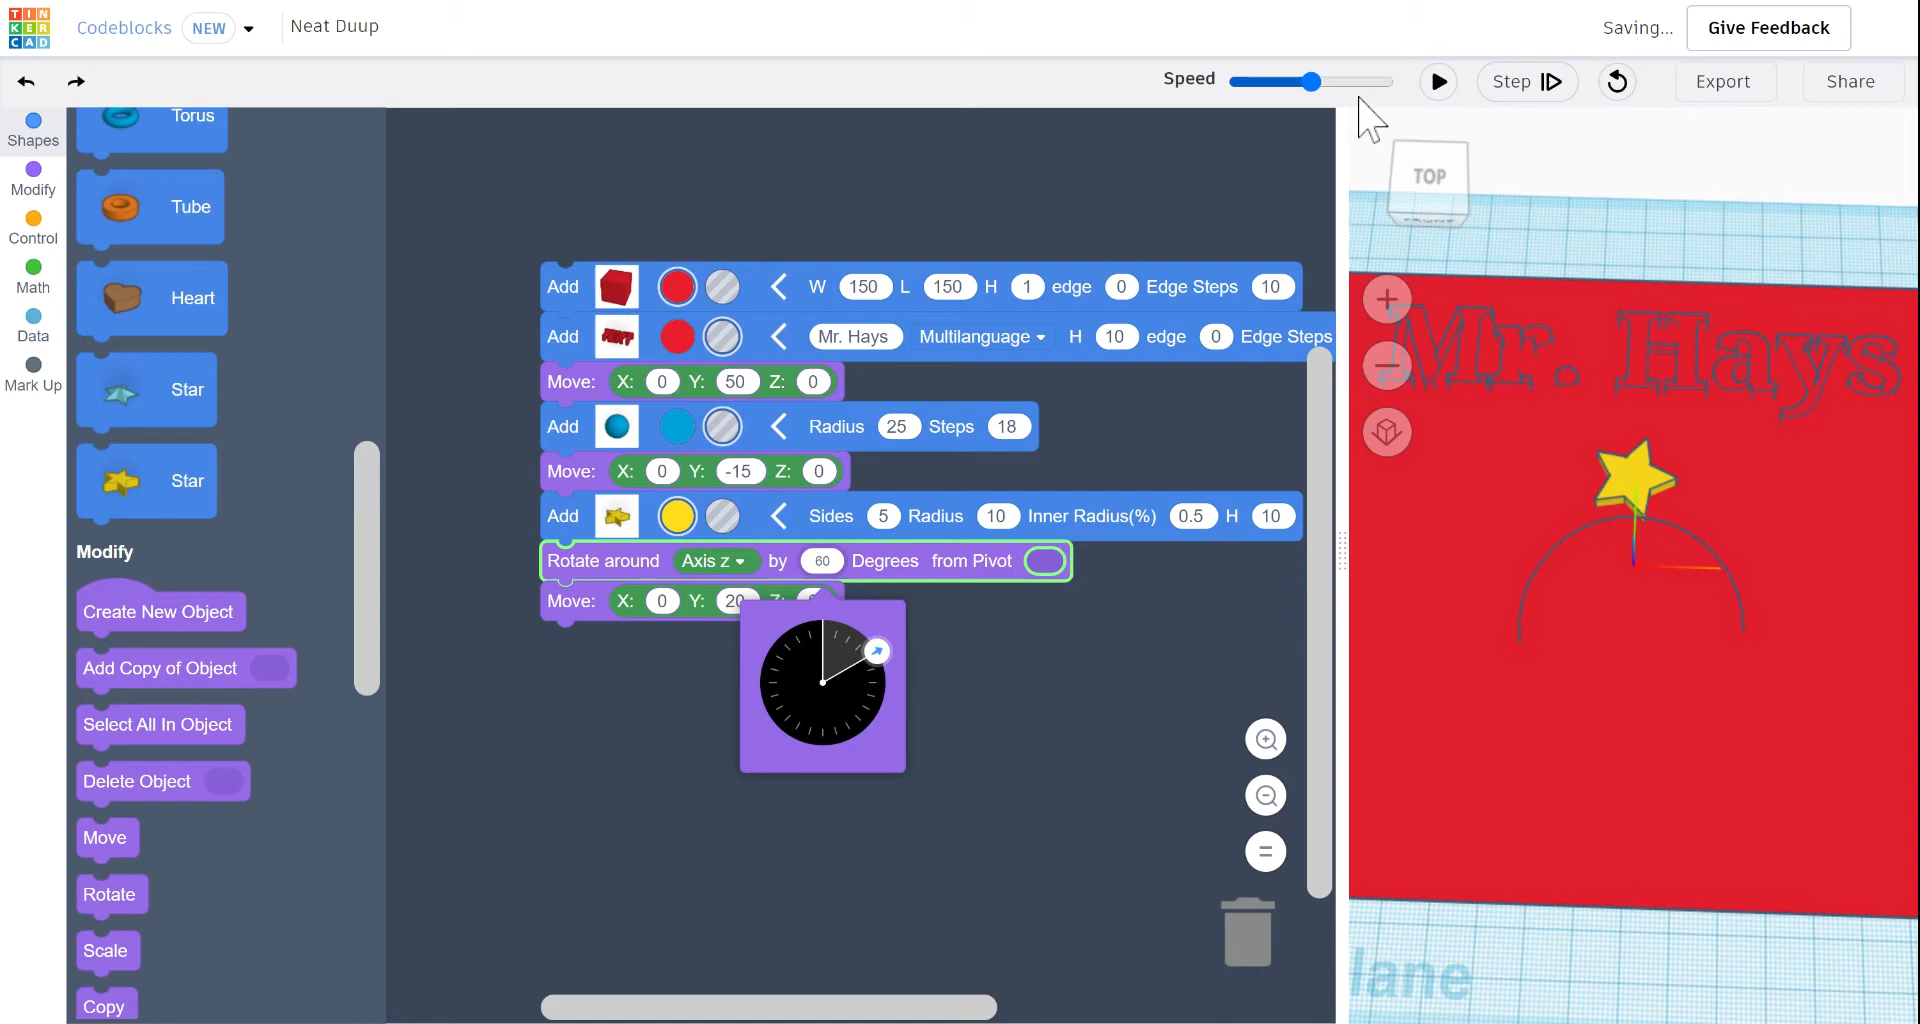 TIN
KER
CAD
Codeblocks NEW
Neat Duup
Saving...
Give Feedback
Speed
Step
Export
Share
Shapes
Modify
Control
Math
Data
Mark Up
Torus
Tube
Heart
Star
Star
Modify
Create New Object
Add Copy of Object
Select All In Object
Delete Object
Move
Rotate
Scale
Copy
Add W 150 L 150 H 1 edge 0 Edge Steps 10
Add Mr. Hays Multilanguage H 10 edge 0 Edge Steps
Move: X: 0 Y: 50 Z: 0
Add Radius 25 Steps 18
Move: X: 0 Y: -15 Z: 0
Add Sides 5 Radius 10 Inner Radius(%) 0.5 H 10
Rotate around Axis z by 60 Degrees from Pivot
Move: X: 0 Y: 20
TOP
FRONT
Mr. Hays
lane